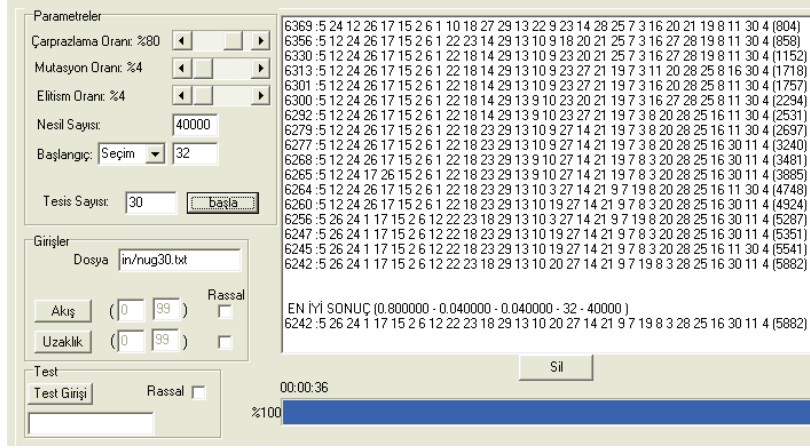 Parametreler
Çarprazlama Oranı: %80
Mutasyon Oranı: %4
Elitism Oranı: %4
Nesil Sayısı: 40000
Başlangıç: Seçim 32
Tesis Sayısı: 30 başla
Girişler
Dosya in/nug30.txt
Rassal
Akış ( 0 99 )
Uzaklık ( 0 99 )
Test
Test Girişi Rassal
6369 :5 24 12 26 17 15 2 6 1 10 18 27 29 13 22 9 23 14 28 25 7 3 16 20 21 19 8 11 30 4 (804)
6356 :5 12 24 26 17 15 2 6 1 22 23 14 29 13 10 9 18 20 21 25 7 3 16 27 28 19 8 11 30 4 (858)
6330 :5 12 24 26 17 15 2 6 1 22 18 14 29 13 10 9 23 20 21 25 7 3 16 27 28 19 8 11 30 4 (1152)
6313 :5 12 24 26 17 15 2 6 1 22 18 14 29 13 10 9 23 27 21 19 7 3 11 20 28 25 8 16 30 4 (1718)
6301 :5 12 24 26 17 15 2 6 1 22 18 14 29 13 10 9 23 20 21 19 7 3 16 27 28 25 8 11 30 4 (1757)
6300 :5 12 24 26 17 15 2 6 1 22 18 14 29 13 9 10 23 20 21 19 7 3 16 27 28 25 8 11 30 4 (2294)
6292 :5 12 24 26 17 15 2 6 1 22 18 14 29 13 9 10 23 27 21 19 7 3 8 20 28 25 16 11 30 4 (2531)
6279 :5 12 24 26 17 15 2 6 1 22 18 23 29 13 10 9 27 14 21 19 7 3 8 20 28 25 16 11 30 4 (2697)
6277 :5 12 24 26 17 15 2 6 1 22 18 23 29 13 10 9 27 14 21 19 7 3 8 20 28 25 16 30 11 4 (3240)
6268 :5 12 24 26 17 15 2 6 1 22 18 23 29 13 10 9 27 14 21 19 7 8 3 20 28 25 16 30 11 4 (3481)
6265 :5 12 24 17 26 15 2 6 1 22 18 23 29 13 10 9 27 14 21 19 7 8 3 20 28 25 16 30 11 4 (3885)
6264 :5 12 24 26 17 15 2 6 1 22 18 23 29 13 10 3 27 14 21 9 7 19 8 20 28 25 16 11 30 4 (4748)
6260 :5 12 24 26 17 15 2 6 1 22 18 23 29 13 10 19 27 14 21 9 7 8 3 20 28 25 16 30 11 4 (4924)
6256 :5 26 24 1 17 15 2 6 12 22 23 18 29 13 10 3 27 14 21 9 7 19 8 20 28 25 16 30 11 4 (5287)
6247 :5 26 24 1 17 15 2 6 12 22 23 18 29 13 10 19 27 14 21 9 7 8 3 20 28 25 16 30 11 4 (5351)
6245 :5 26 24 1 17 15 2 6 12 22 23 18 29 13 10 19 27 14 21 9 7 8 3 20 28 25 16 11 30 4 (5541)
6242 :5 26 24 1 17 15 2 6 12 22 23 18 29 13 10 20 27 14 21 9 7 19 8 3 28 25 16 30 11 4 (5882)
EN İYİ SONUÇ (0.800000 - 0.040000 - 0.040000 - 32 - 40000 )
6242 :5 26 24 1 17 15 2 6 12 22 23 18 29 13 10 20 27 14 21 9 7 19 8 3 28 25 16 30 11 4 (5882)
Sil
00:00:36
%100